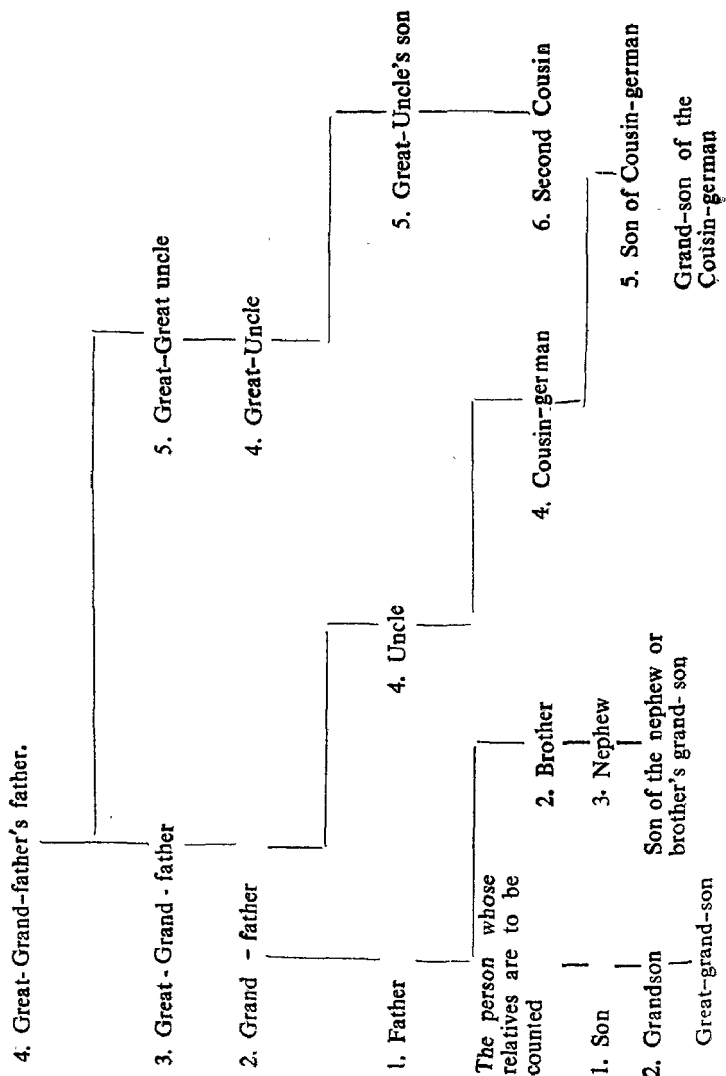 4. Great-Grand-father's father.
3. Great - Grand - father
5. Great-Great uncle
2. Grand - father
4. Great-Uncle
1. Father
4. Uncle
5. Great-Uncle's son
The person whose
relatives are to be
counted
2. Brother
4. Cousin-german
6. Second Cousin
1. Son
3. Nephew
5. Son of Cousin-german
2. Grandson
Son of the nephew or
brother's grand-son
Grand-son of the
Cousin-german
Great-grand-son